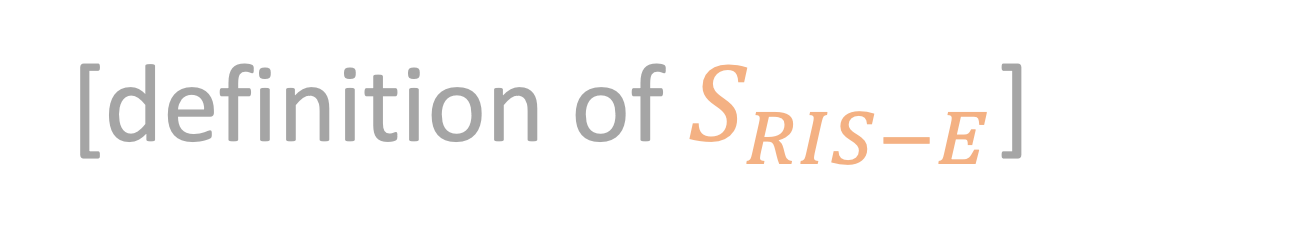 [definition of S_{RIS-E}]